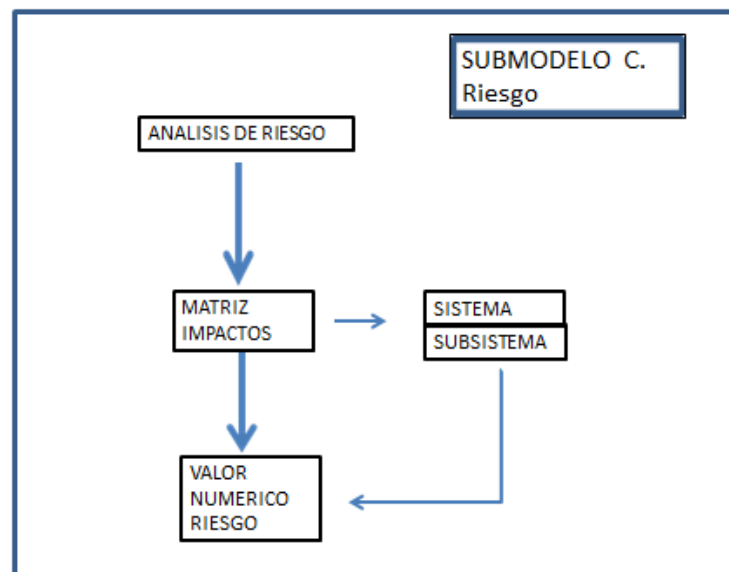 SUBMODELO C.
Riesgo
ANALISIS DE RIESGO
MATRIZ
IMPACTOS
SISTEMA
SUBSISTEMA
VALOR
NUMERICO
RIESGO